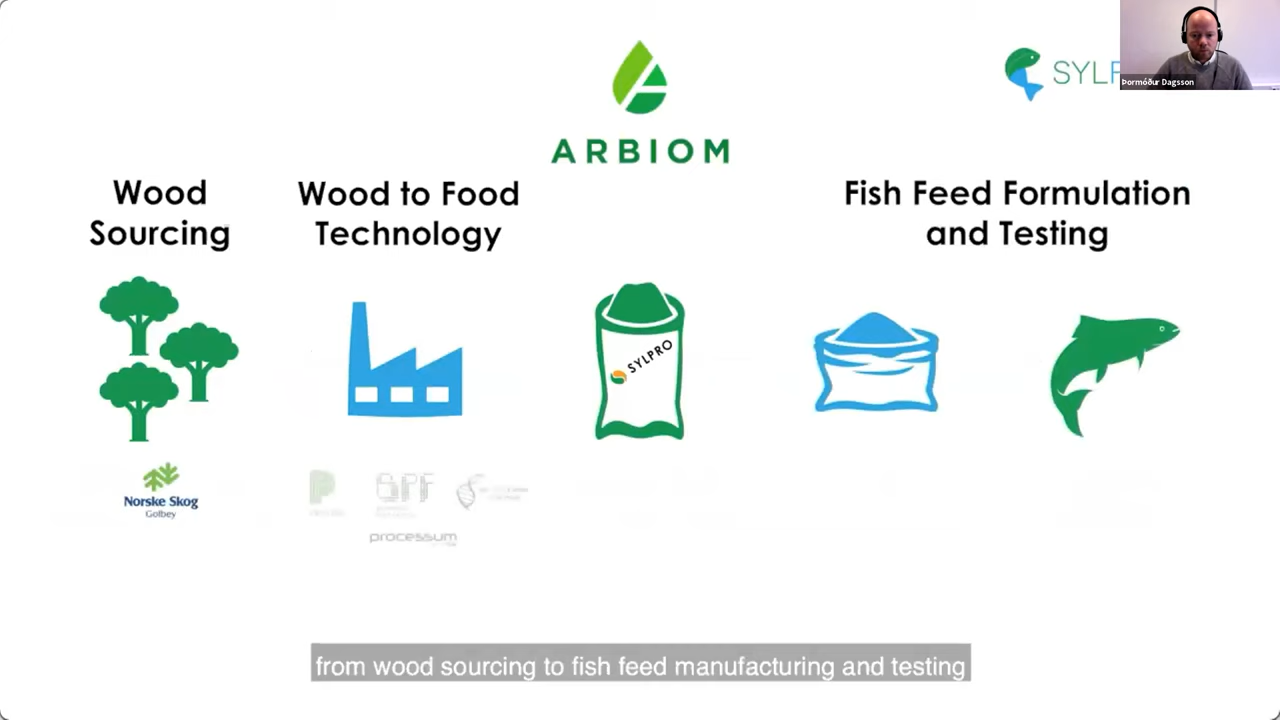 ARBIOM
SYLP
Þormóður Dagsson
Wood
Sourcing
Wood to Food
Technology
Fish Feed Formulation
and Testing
SYLPRO
Norske Skog
Golbey
BPF
processum
from wood sourcing to fish feed manufacturing and testing